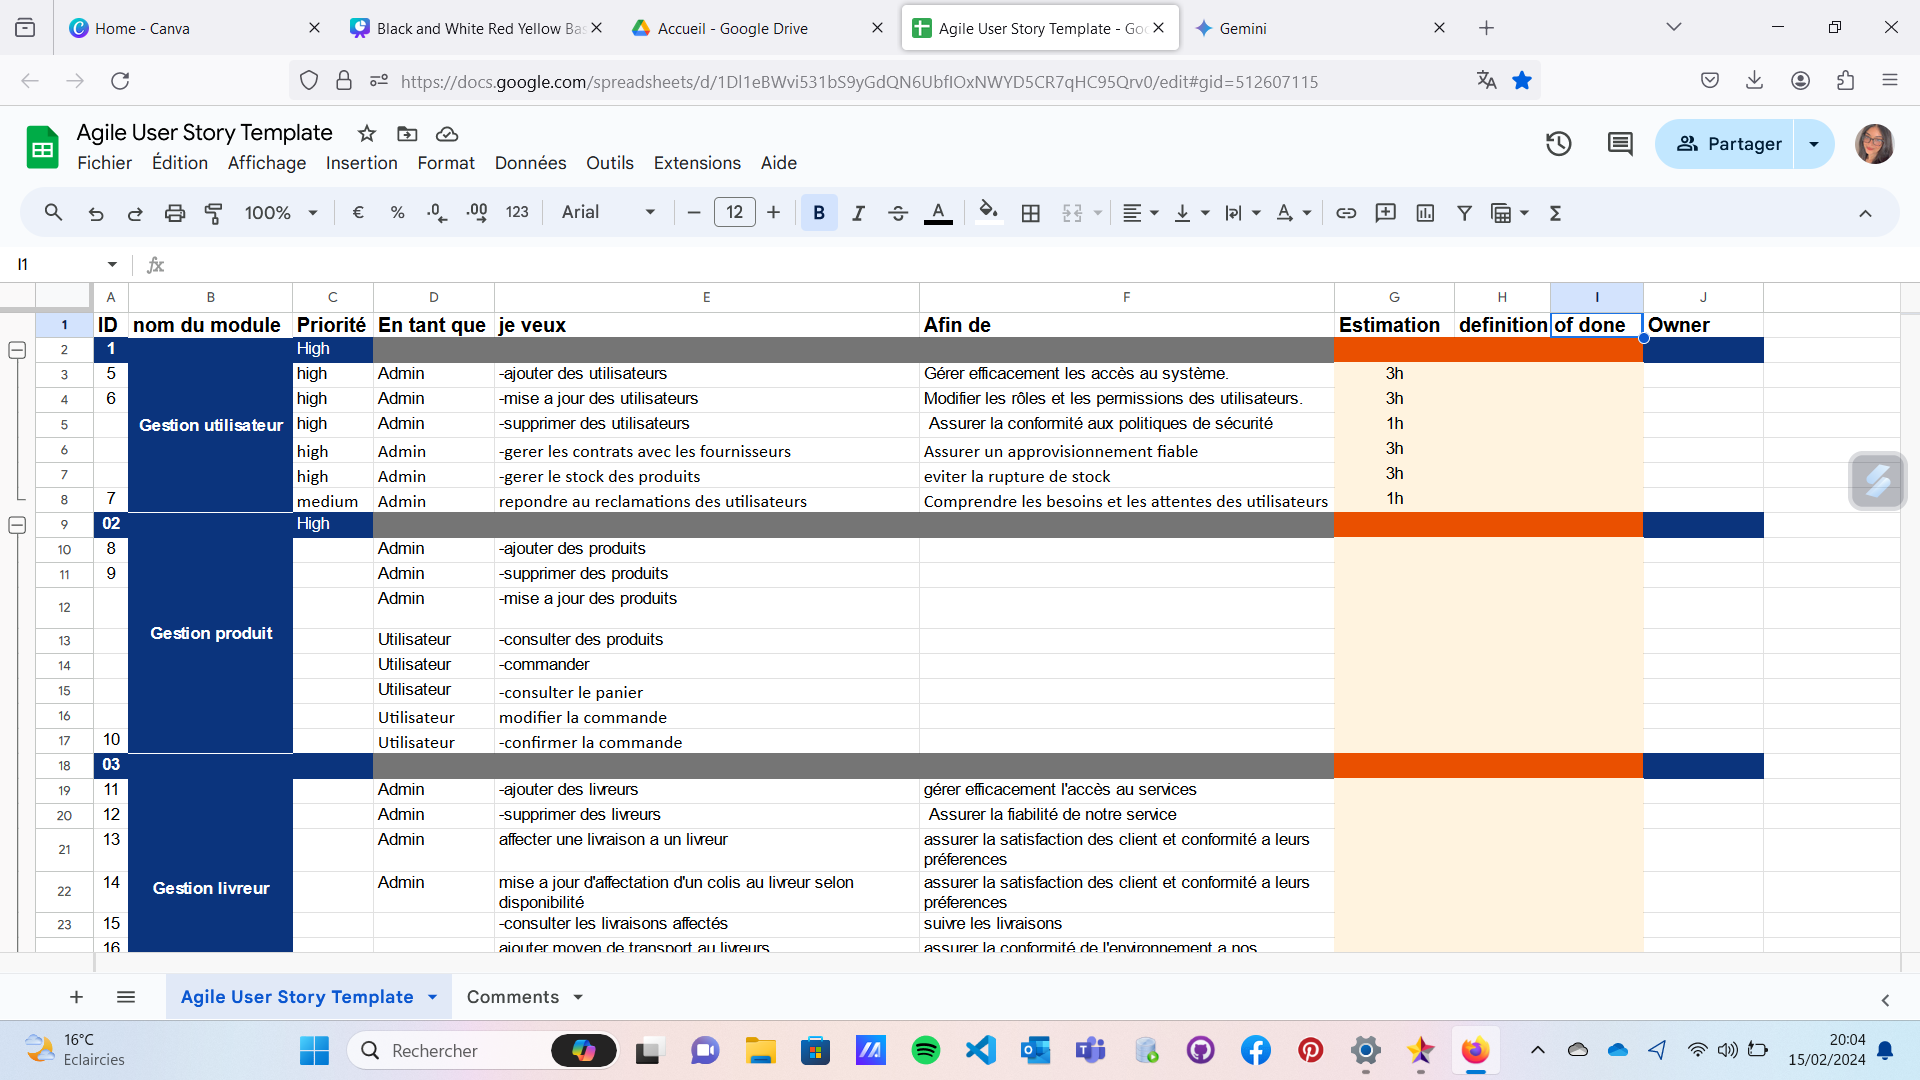 Home - Canva
Black and White Red Yellow Bas
Accueil - Google Drive
Agile User Story Template - Goo
Gemini
https://docs.google.com/spreadsheets/d/1Dl1eBWvi531bS9yGdQN6UbflOxNWYD5CR7qHC95Qrv0/edit#gid=512607115
Agile User Story Template
Fichier Édition Affichage Insertion Format Données Outils Extensions Aide
Partager
100% € % .0 .00 123 Arial 12 B I A
I1 fx
A B C D E F G H I J
1 ID nom du module Priorité En tant que je veux Afin de Estimation definition of done Owner
2 1 High
3 5 high Admin -ajouter des utilisateurs Gérer efficacement les accès au système. 3h
4 6 high Admin -mise a jour des utilisateurs Modifier les rôles et les permissions des utilisateurs. 3h
5 Gestion utilisateur high Admin -supprimer des utilisateurs Assurer la conformité aux politiques de sécurité 1h
6 high Admin -gerer les contrats avec les fournisseurs Assurer un approvisionnement fiable 3h
7 high Admin -gerer le stock des produits eviter la rupture de stock 3h
8 7 medium Admin repondre au reclamations des utilisateurs Comprendre les besoins et les attentes des utilisateurs 1h
9 02 High
10 8 Admin -ajouter des produits
11 9 Admin -supprimer des produits
12 Admin -mise a jour des produits
13 Gestion produit Utilisateur -consulter des produits
14 Utilisateur -commander
15 Utilisateur -consulter le panier
16 Utilisateur modifier la commande
17 10 Utilisateur -confirmer la commande
18 03
19 11 Admin -ajouter des livreurs gérer efficacement l'accès au services
20 12 Admin -supprimer des livreurs Assurer la fiabilité de notre service
21 13 Admin affecter une livraison a un livreur assurer la satisfaction des client et conformité a leurs
préferences
22 14 Gestion livreur Admin mise a jour d'affectation d'un colis au livreur selon assurer la satisfaction des client et conformité a leurs
disponibilité préferences
23 15 -consulter les livraisons affectés suivre les livraisons
16 ajouter moyen de transport au livreurs assurer la conformité de l'environnement a nos
Agile User Story Template Comments
16°C
Eclaircies
Rechercher
20:04
15/02/2024